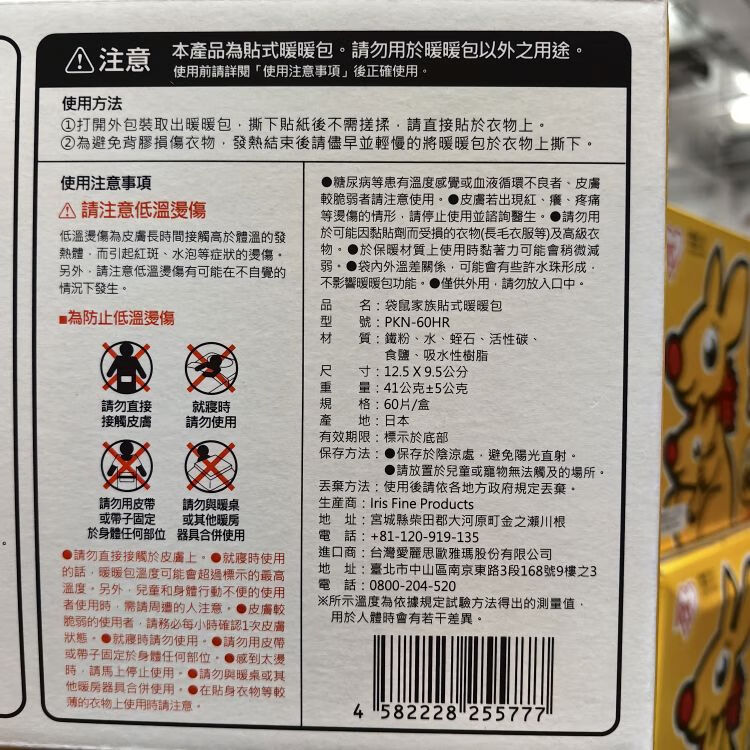 ⚠注意
本產品為貼式暖暖包。請勿用於暖暖包以外之用途。
使用前請詳閱「使用注意事項」後正確使用。
使用方法
①打開外包裝取出暖暖包，撕下貼紙後不需搓揉，請直接貼於衣物上。
②為避免背膠損傷衣物，發熱結束後請儘早並輕慢的將暖暖包於衣物上撕下。
使用注意事項
⚠請注意低溫燙傷
低溫燙傷為皮膚長時間接觸高於體溫的發
熱體，而引起紅斑、水泡等症狀的燙傷。
另外，請注意低溫燙傷有可能在不自覺的
情況下發生。
■為防止低溫燙傷
請勿直接
接觸皮膚
就寢時
請勿使用
請勿用皮帶
或帶子固定
於身體任何部位
請勿與暖桌
或其他暖房
器具合併使用
●請勿直接接觸於皮膚上。●就寢時使用
的話，暖暖包溫度可能會超過標示的最高
溫度。另外，兒童和身體行動不便的使用
者使用時，需請周遭的人注意。●皮膚較
脆弱的使用者，請務必每小時確認1次皮膚
狀態。●就寢時請勿使用。●請勿用皮帶
或帶子固定於身體任何部位。●感到太燙
時，請馬上停止使用。●請勿與暖桌或其
他暖房器具合併使用。●在貼身衣物等較
薄的衣物上使用時請注意。
●糖尿病等患有溫度感覺或血液循環不良者、皮膚
較脆弱者請注意使用。●皮膚若出現紅、癢、疼痛
等燙傷的情形，請停止使用並諮詢醫生。●請勿用
於可能因黏貼劑而受損的衣物(長毛衣服等)及高級衣
物。●於保暖材質上使用時黏著力可能會稍微減
弱。●袋內外溫差關係，可能會有些許水珠形成，
不影響暖暖包功能。●僅供外用，請勿放入口中。
品名：袋鼠家族貼式暖暖包
型號：PKN-60HR
材質：鐵粉、水、蛭石、活性碳、
食鹽、吸水性樹脂
尺寸：12.5 X 9.5公分
重量：41公克±5公克
規格：60片/盒
產地：日本
有效期限：標示於底部
保存方法：●保存於陰涼處，避免陽光直射。
●請放置於兒童或寵物無法觸及的場所。
丟棄方法：使用後請依各地方政府規定丟棄。
生產商：Iris Fine Products
地址：宮城縣柴田郡大河原町金之瀨川根
電話：+81-120-919-135
進口商：台灣愛麗思歐雅瑪股份有限公司
地址：臺北市中山區南京東路3段168號9樓之3
電話：0800-204-520
※所示溫度為依據規定試驗方法得出的測量值，
用於人體時會有若干差異。
4 582228 255777